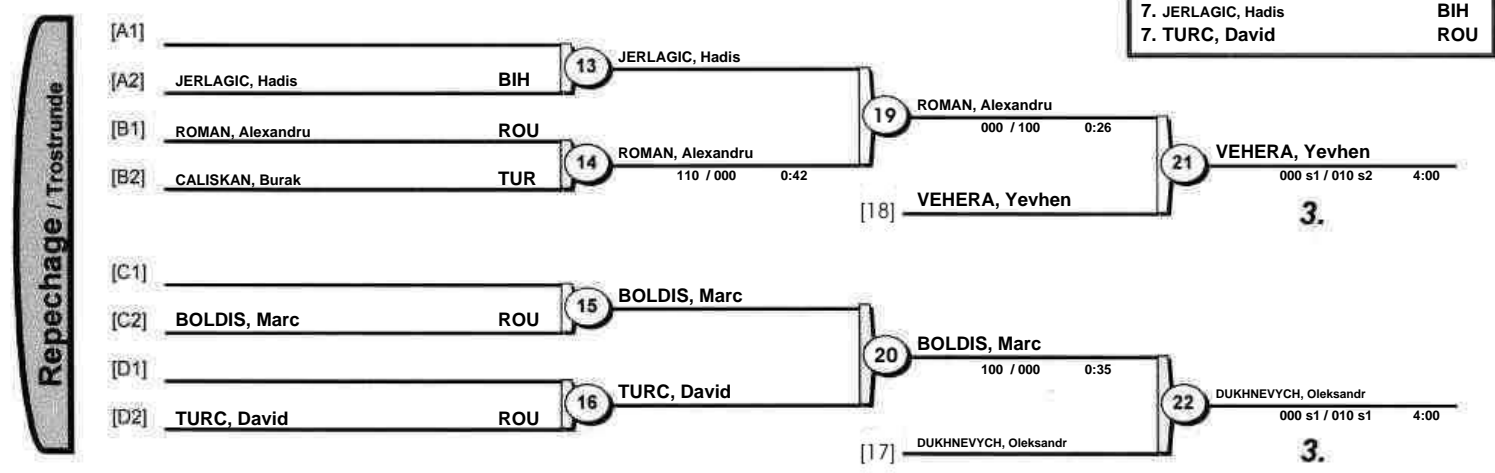 7. JERLAGIC, Hadis BIH
7. TURC, David ROU
Repechage / Trostrunde
[A1]
[A2] JERLAGIC, Hadis BIH
13 JERLAGIC, Hadis
[B1] ROMAN, Alexandru ROU
[B2] CALISKAN, Burak TUR
14 ROMAN, Alexandru
110 / 000 0:42
19 ROMAN, Alexandru
000 / 100 0:26
[18] VEHERA, Yevhen
21 VEHERA, Yevhen
000 s1 / 010 s2 4:00
3.
[C1]
[C2] BOLDIS, Marc ROU
15 BOLDIS, Marc
[D1]
[D2] TURC, David ROU
16 TURC, David
20 BOLDIS, Marc
100 / 000 0:35
[17] DUKHNEVYCH, Oleksandr
22 DUKHNEVYCH, Oleksandr
000 s1 / 010 s1 4:00
3.